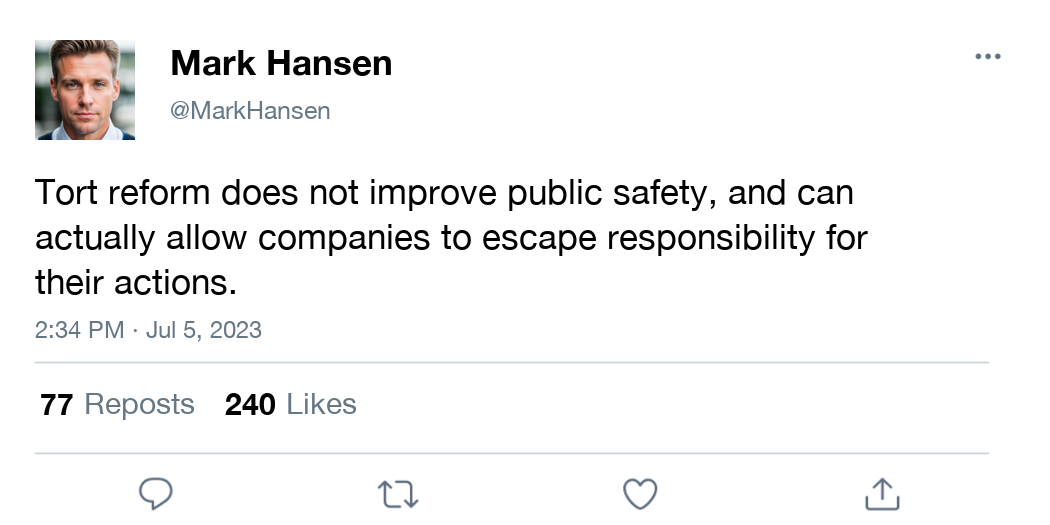 Mark Hansen
@MarkHansen
Tort reform does not improve public safety, and can
actually allow companies to escape responsibility for
their actions.
2:34 PM · Jul 5, 2023
77 Reposts 240 Likes